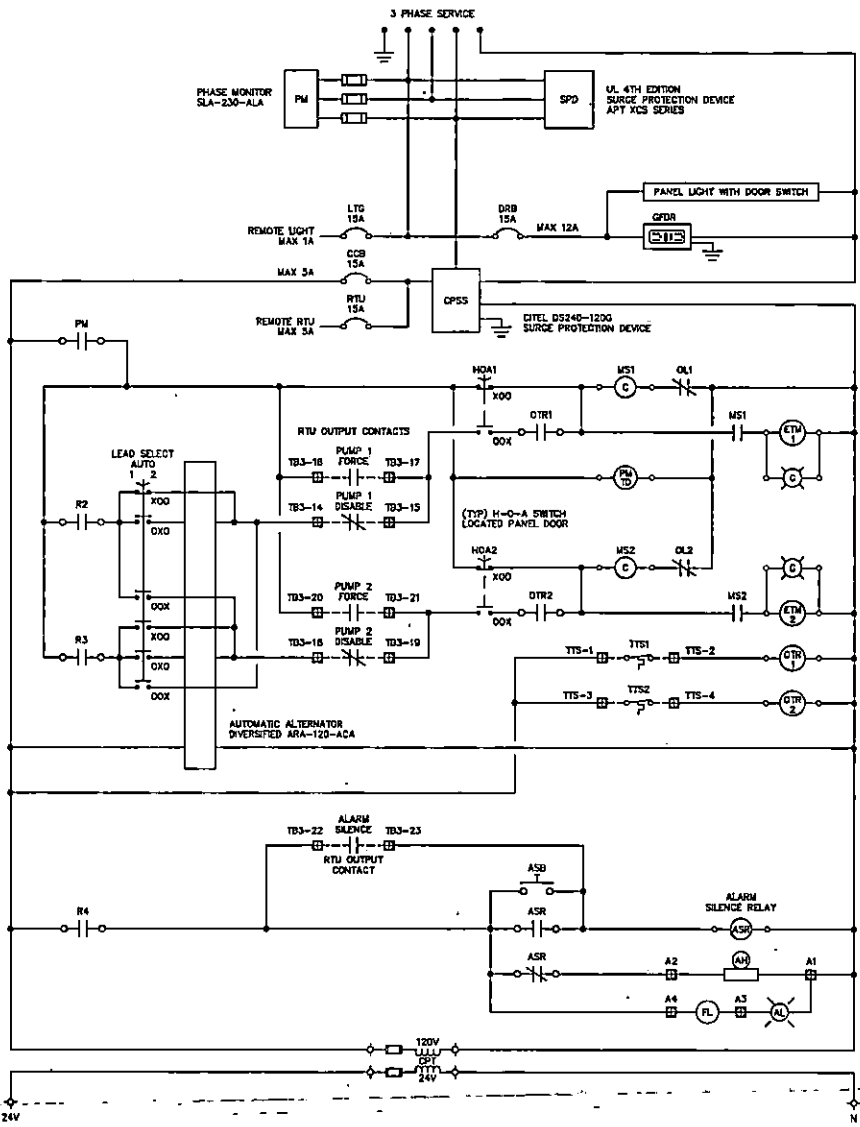 3 PHASE SERVICE
PHASE MONITOR
SLA-230-ALA
PM
SPD
UL 4TH EDITION
SURGE PROTECTION DEVICE
APT XCS SERIES
PANEL LIGHT WITH DOOR SWITCH
LTG
15A
REMOTE LIGHT
MAX 1A
DRB
15A
MAX 12A
GFDR
CCB
15A
MAX 5A
RTU
15A
REMOTE RTU
MAX 5A
CPSS
CITEL DS240-120G
SURGE PROTECTION DEVICE
PM
HOA1
XOO
MS1
C
OL1
OOX
OTR1
MS1
ETM
1
G
RTU OUTPUT CONTACTS
LEAD SELECT
AUTO
1 2
TB3-16
PUMP 1
FORCE
TB3-17
XOO
TB3-14
PUMP 1
DISABLE
TB3-15
PM
TD
R2
OXO
(TYP) H-O-A SWITCH
LOCATED PANEL DOOR
HOA2
XOO
MS2
C
OL2
G
OOX
TB3-20
PUMP 2
FORCE
TB3-21
OOX
OTR2
MS2
ETM
2
XOO
R3
OXO
TB3-18
PUMP 2
DISABLE
TB3-19
TTS-1
TTS1
TTS-2
OTR
1
OOX
TTS-3
TTS2
TTS-4
OTR
2
AUTOMATIC ALTERNATOR
DIVERSIFIED ARA-120-ACA
TB3-22
ALARM
SILENCE
TB3-23
RTU OUTPUT
CONTACT
ASB
R4
ASR
ALARM
SILENCE RELAY
ASR
ASR
A2
AH
A1
A4
FL
A3
AL
120V
CPT
24V
24V
N